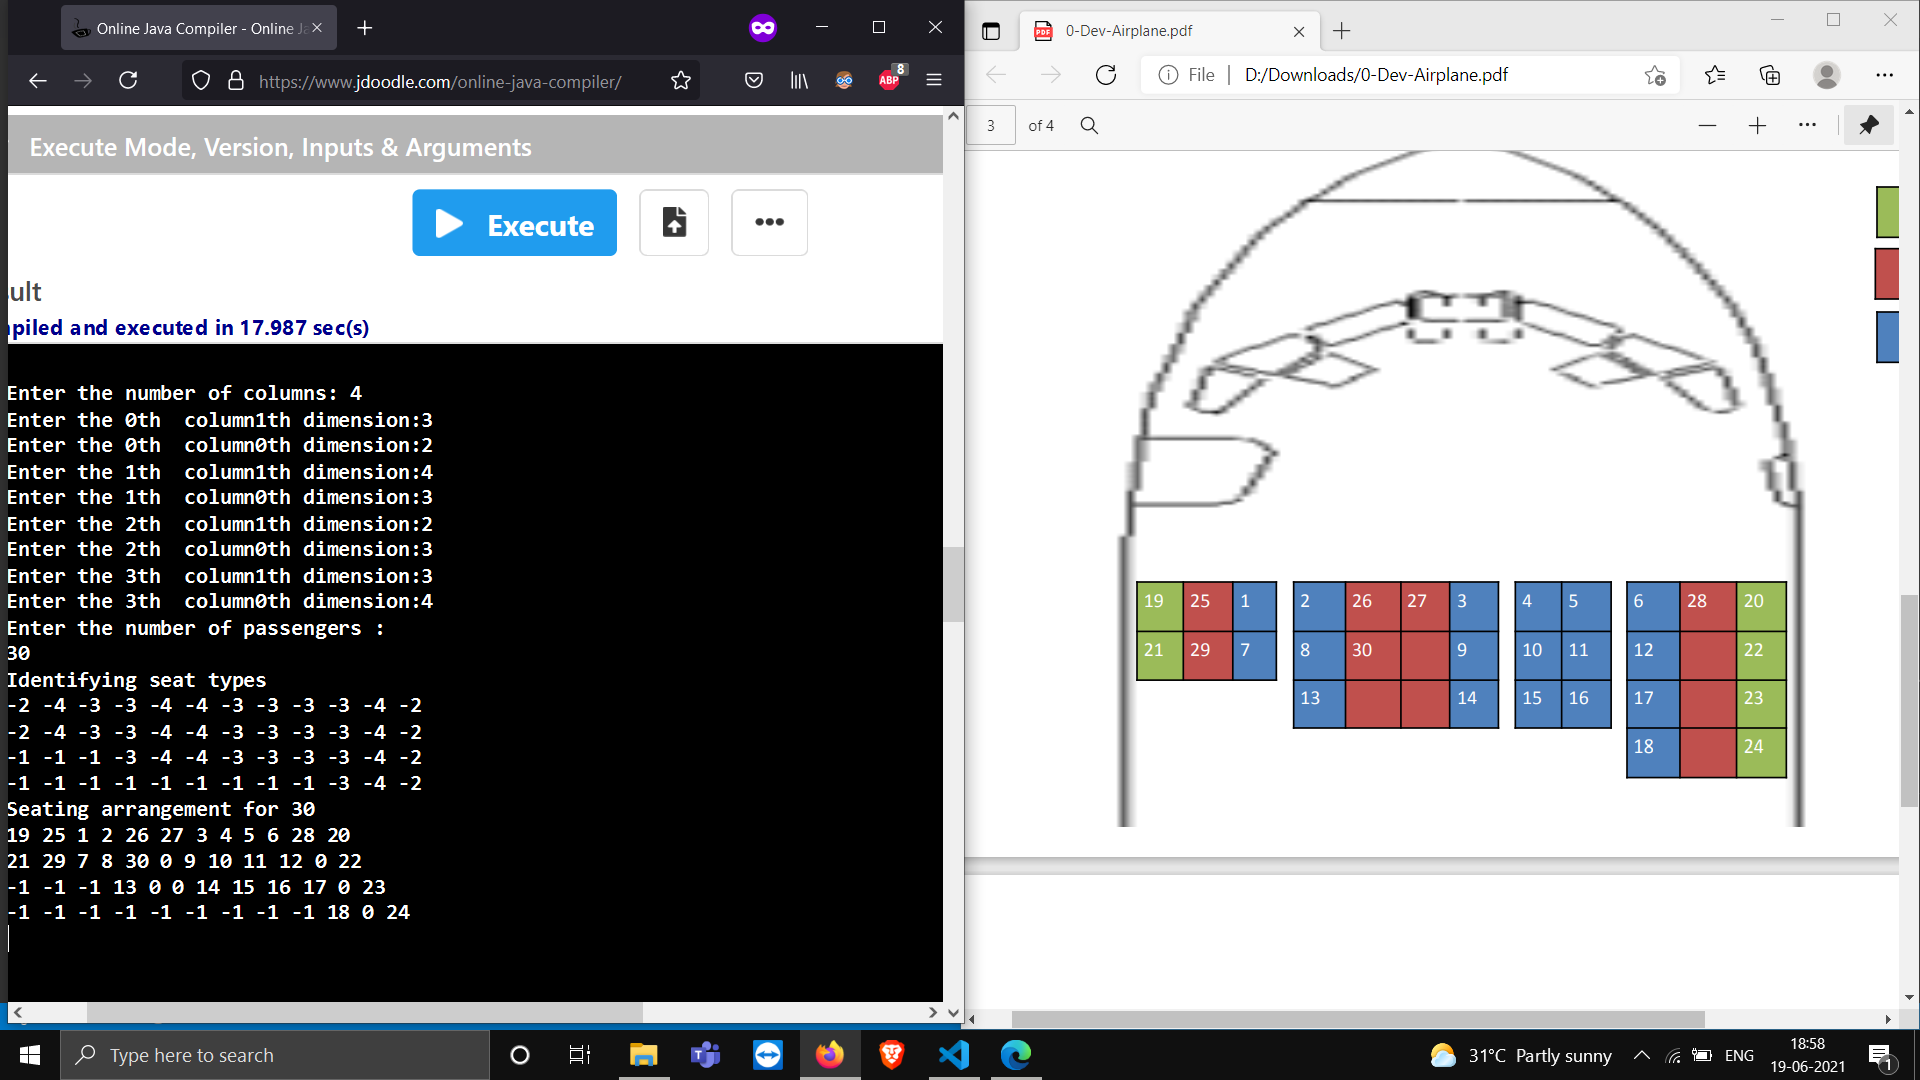 Online Java Compiler - Online Ja
https://www.jdoodle.com/online-java-compiler/
ABP
8
Execute Mode, Version, Inputs & Arguments
Execute
sult
mpiled and executed in 17.987 sec(s)
Enter the number of columns: 4
Enter the 0th  column1th dimension:3
Enter the 0th  column0th dimension:2
Enter the 1th  column1th dimension:4
Enter the 1th  column0th dimension:3
Enter the 2th  column1th dimension:2
Enter the 2th  column0th dimension:3
Enter the 3th  column1th dimension:3
Enter the 3th  column0th dimension:4
Enter the number of passengers :
30
Identifying seat types
-2 -4 -3 -3 -4 -4 -3 -3 -3 -3 -4 -2
-2 -4 -3 -3 -4 -4 -3 -3 -3 -3 -4 -2
-1 -1 -1 -3 -4 -4 -3 -3 -3 -3 -4 -2
-1 -1 -1 -1 -1 -1 -1 -1 -1 -3 -4 -2
Seating arrangement for 30
19 25 1 2 26 27 3 4 5 6 28 20
21 29 7 8 30 0 9 10 11 12 0 22
-1 -1 -1 13 0 0 14 15 16 17 0 23
-1 -1 -1 -1 -1 -1 -1 -1 -1 18 0 24
PDF
0-Dev-Airplane.pdf
File | D:/Downloads/0-Dev-Airplane.pdf
3 of 4
19 25 1 2 26 27 3 4 5 6 28 20
21 29 7 8 30 9 10 11 12 22
13 14 15 16 17 23
18 24
Type here to search
31°C Partly sunny
ENG
18:58
19-06-2021
1